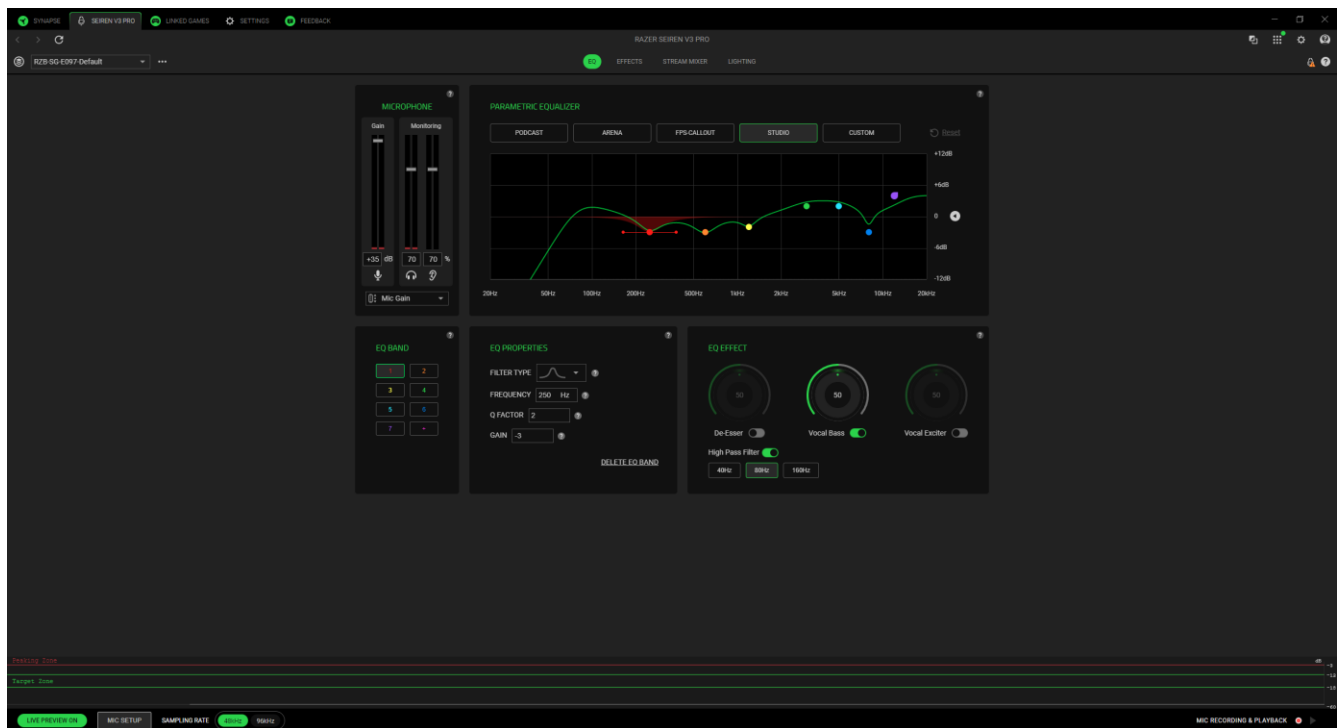 SYNAPSE SEIREN V3 PRO LINKED GAMES SETTINGS FEEDBACK
RAZER SEIREN V3 PRO
RZB-SG-E097-Default
EQ EFFECTS STREAM MIXER LIGHTING
MICROPHONE
Gain Monitoring
+35 dB 70 70 %
Mic Gain
PARAMETRIC EQUALIZER
PODCAST ARENA FPS-CALLOUT STUDIO CUSTOM Reset
+12dB
+6dB
0
-6dB
-12dB
20Hz 50Hz 100Hz 200Hz 500Hz 1kHz 2kHz 5kHz 10kHz 20kHz
EQ BAND
1 2
3 4
5 6
7
EQ PROPERTIES
FILTER TYPE
FREQUENCY 250 Hz
Q FACTOR 2
GAIN -3
DELETE EQ BAND
EQ EFFECT
50 50 50
De-Esser Vocal Bass Vocal Exciter
High Pass Filter
40Hz 80Hz 160Hz
Peaking Zone dB
Target Zone
LIVE PREVIEW ON MIC SETUP SAMPLING RATE 48kHz 96kHz MIC RECORDING & PLAYBACK